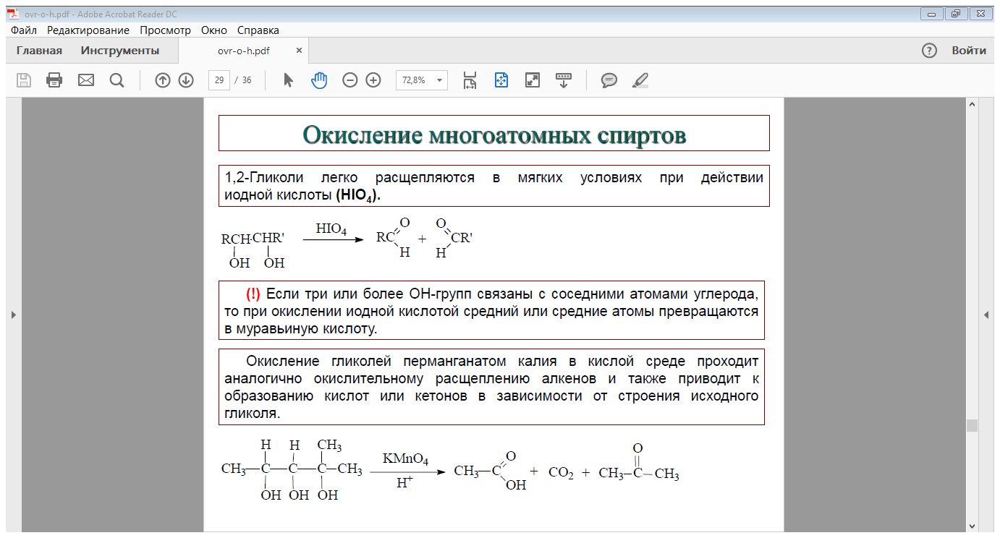 ovr-o-h.pdf - Adobe Acrobat Reader DC
Файл Редактирование Просмотр Окно Справка
Главная Инструменты ovr-o-h.pdf × ? Войти
29 / 36 72,8%
Окисление многоатомных спиртов
1,2-Гликоли легко расщепляются в мягких условиях при действии
иодной кислоты (HIO₄).
O O
HIO₄
RCH-CHR' RC + CR'
H H
OH OH
(!) Если три или более ОН-групп связаны с соседними атомами углерода,
то при окислении иодной кислотой средний или средние атомы превращаются
в муравьиную кислоту.
Окисление гликолей перманганатом калия в кислой среде проходит
аналогично окислительному расщеплению алкенов и также приводит к
образованию кислот или кетонов в зависимости от строения исходного
гликоля.
H H CH₃ O
KMnO₄ O
CH₃—C—C—C—CH₃ CH₃—C + CO₂ + CH₃—C—CH₃
H⁺ OH
OH OH OH